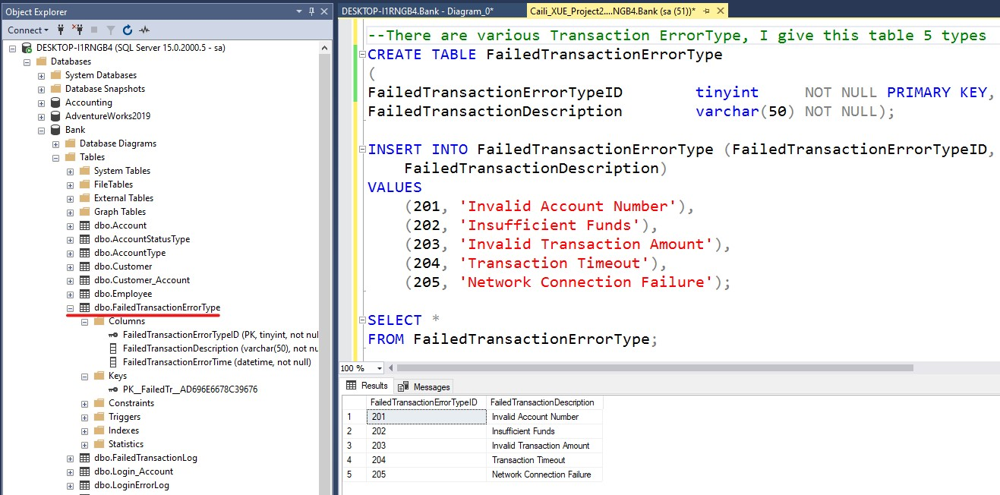 Object Explorer
Connect
DESKTOP-I1RNGB4 (SQL Server 15.0.2000.5 - sa)
Databases
System Databases
Database Snapshots
Accounting
AdventureWorks2019
Bank
Database Diagrams
Tables
System Tables
FileTables
External Tables
Graph Tables
dbo.Account
dbo.AccountStatusType
dbo.AccountType
dbo.Customer
dbo.Customer_Account
dbo.Employee
dbo.FailedTransactionErrorType
Columns
FailedTransactionErrorTypeID (PK, tinyint, not nul
FailedTransactionDescription (varchar(50), not nu
FailedTransactionErrorTime (datetime, not null)
Keys
PK__FailedTr__AD696E6678C39676
Constraints
Triggers
Indexes
Statistics
dbo.FailedTransactionLog
dbo.Login_Account
dbo.LoginErrorLog
DESKTOP-I1RNGB4.Bank - Diagram_0*
Caili_XUE_Project2....NGB4.Bank (sa (51))*
--There are various Transaction ErrorType, I give this table 5 types
CREATE TABLE FailedTransactionErrorType
(
FailedTransactionErrorTypeID tinyint NOT NULL PRIMARY KEY,
FailedTransactionDescription varchar(50) NOT NULL);
INSERT INTO FailedTransactionErrorType (FailedTransactionErrorTypeID,
FailedTransactionDescription)
VALUES
(201, 'Invalid Account Number'),
(202, 'Insufficient Funds'),
(203, 'Invalid Transaction Amount'),
(204, 'Transaction Timeout'),
(205, 'Network Connection Failure');
SELECT *
FROM FailedTransactionErrorType;
100 %
Results Messages
FailedTransactionErrorTypeID FailedTransactionDescription
1 201 Invalid Account Number
2 202 Insufficient Funds
3 203 Invalid Transaction Amount
4 204 Transaction Timeout
5 205 Network Connection Failure